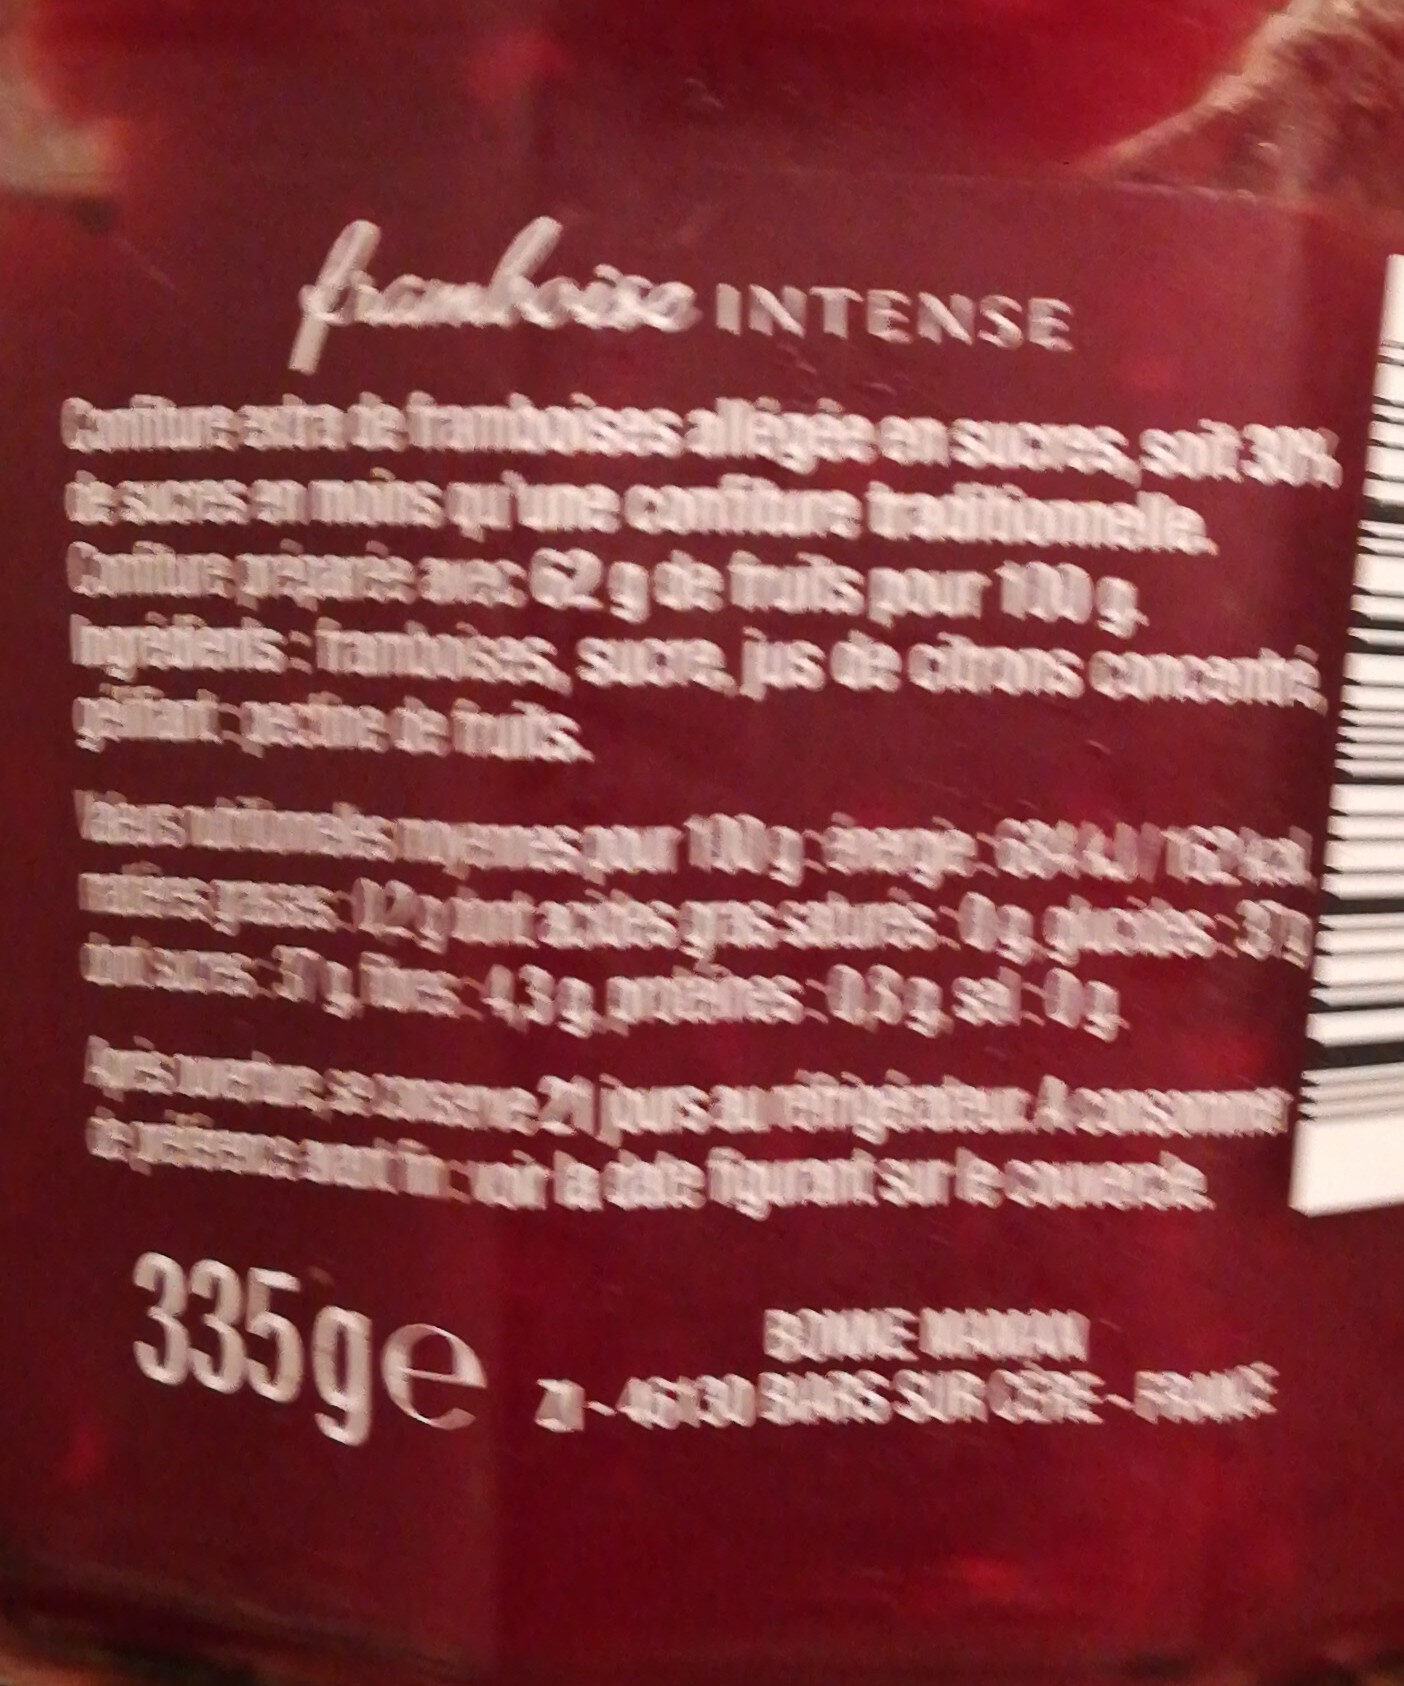 framboise INTENSE
Confiture extra de framboises allégée en sucres, soit 30%
de sucres en moins qu'une confiture traditionnelle.
Confiture préparée avec 62 g de fruits pour 100 g.
Ingrédients : framboises, sucre, jus de citrons concentré,
gélifiant : pectine de fruits.
Valeurs nutritionnelles moyennes pour 100 g : énergie :
matières grasses : 0,2 g dont acides gras saturés : 0 g, glucides : 37 g
dont sucres : 37 g, fibres : 4,3 g, protéines : g, sel : 0 g.
Après ouverture, se conserve 21 jours au réfrigérateur. A consommer
de préférence avant fin : voir la date figurant sur le couvercle.
335 g e
BONNE MAMAN
ZI - 46130 BIARS SUR CÈRE - FRANCE